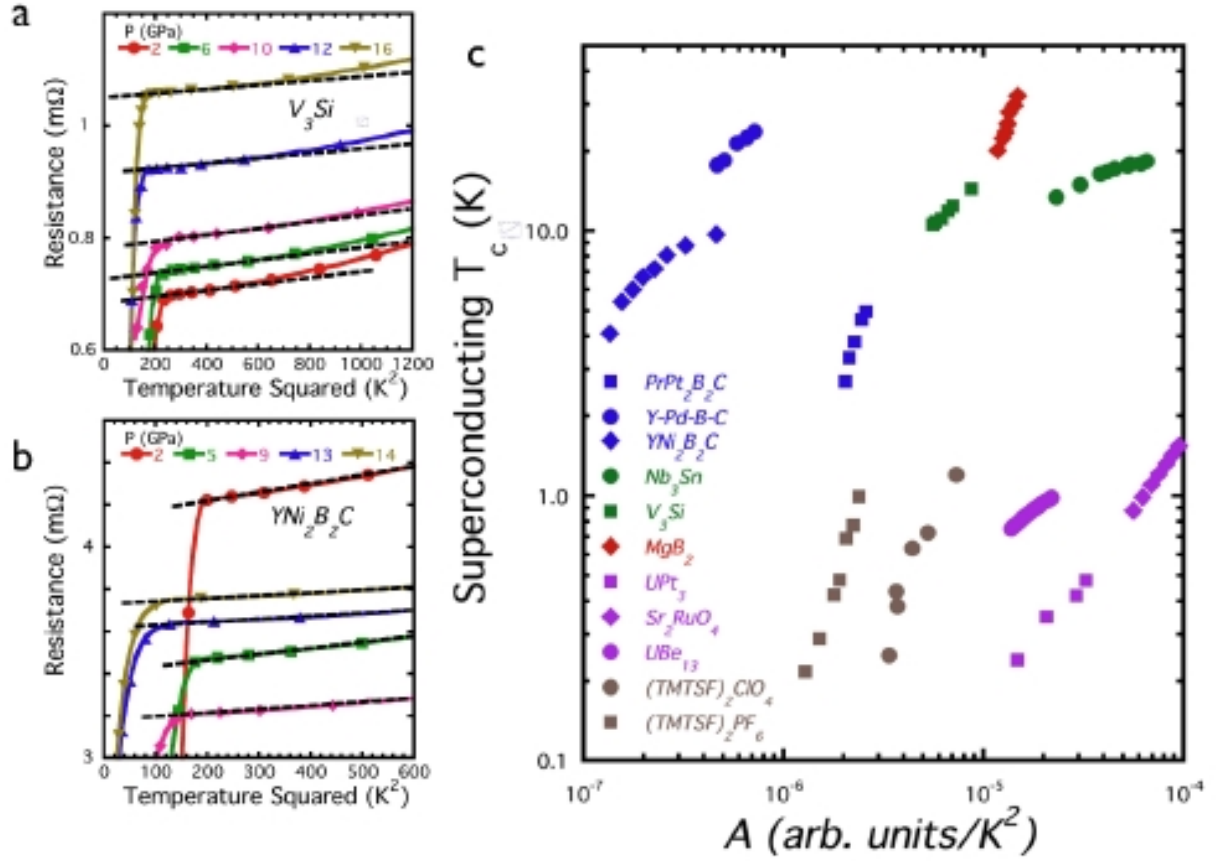 a
P (GPa)
2 6 10 12 16
V₃Si
Resistance (mΩ)
1
0.8
0.6
0 200 400 600 800 1000 1200
Temperature Squared (K²)
b
P (GPa)
2 5 9 13 14
YNi₂B₂C
Resistance (mΩ)
4
3
0 100 200 300 400 500 600
Temperature Squared (K²)
c
Superconducting T_c (K)
10.0
1.0
0.1
PrPt₂B₂C
Y-Pd-B-C
YNi₂B₂C
Nb₃Sn
V₃Si
MgB₂
UPt₃
Sr₂RuO₄
UBe₁₃
(TMTSF)₂ClO₄
(TMTSF)₂PF₆
10⁻⁷ 10⁻⁶ 10⁻⁵ 10⁻⁴
A (arb. units/K²)